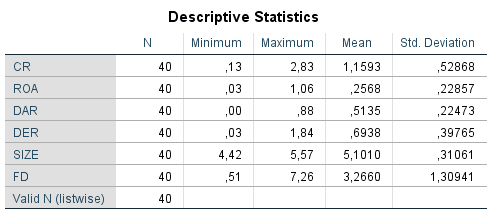 Descriptive Statistics
N Minimum Maximum Mean Std. Deviation
CR 40 ,13 2,83 1,1593 ,52868
ROA 40 ,03 1,06 ,2568 ,22857
DAR 40 ,00 ,88 ,5135 ,22473
DER 40 ,03 1,84 ,6938 ,39765
SIZE 40 4,42 5,57 5,1010 ,31061
FD 40 ,51 7,26 3,2660 1,30941
Valid N (listwise) 40